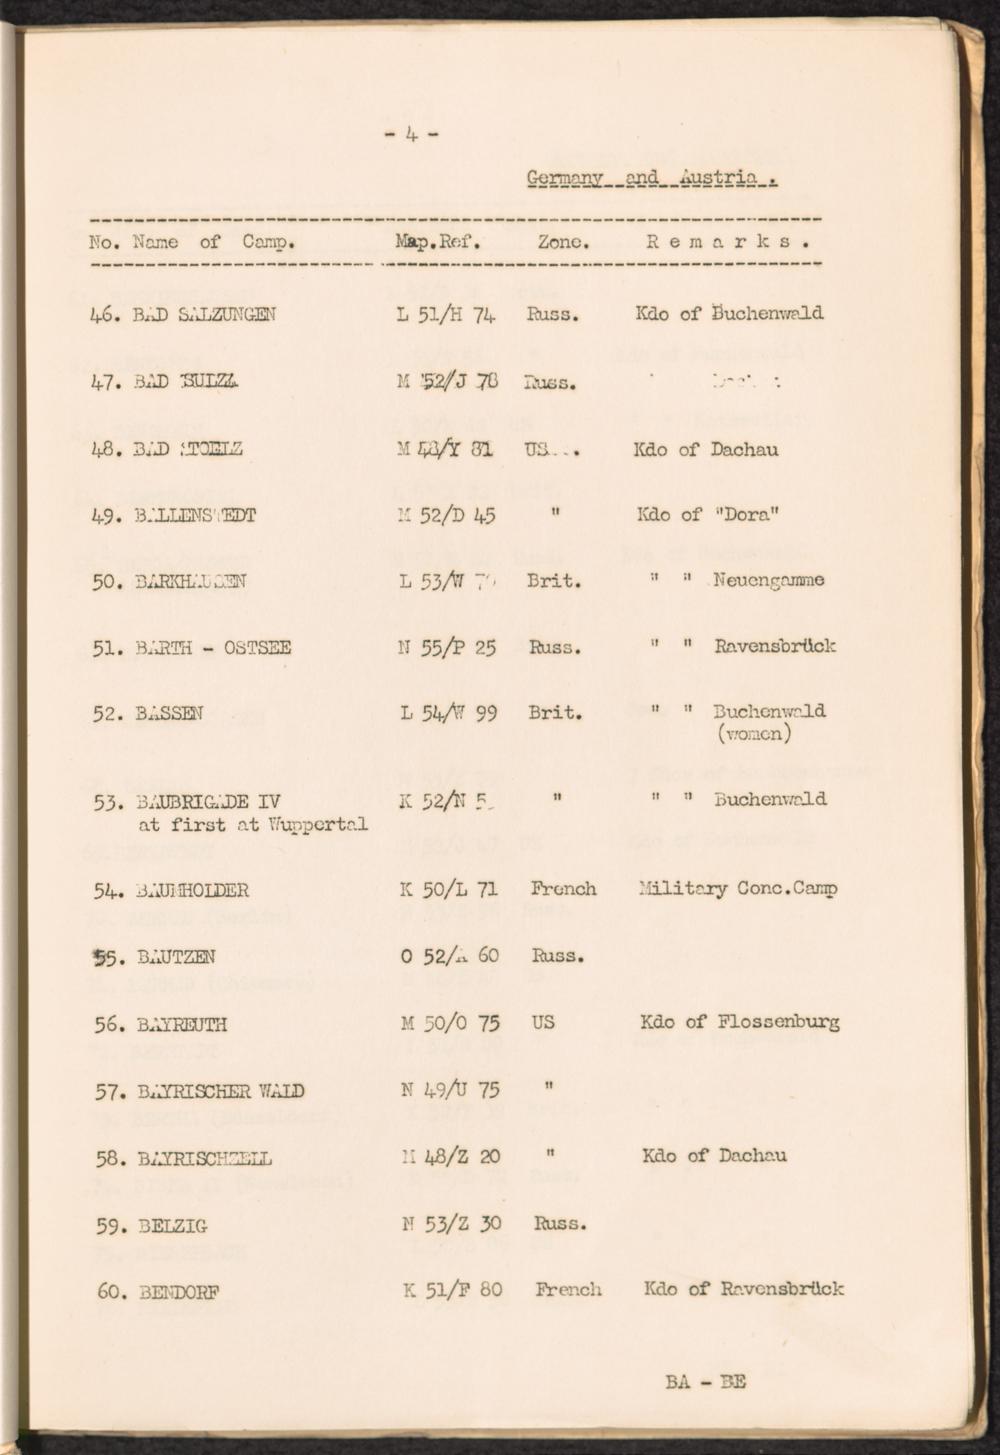 - 4 -
Germany and Austria.
No. Name of Camp. Map.Ref. Zone. Remarks.
46. BAD SALZUNGEN L 51/H 74 Russ. Kdo of Buchenwald
47. BAD SULZA M 52/J 78 Russ.
48. BAD STOELZ M 48/Y 81 US Kdo of Dachau
49. BALLENSTEDT M 52/D 45 " Kdo of "Dora"
50. BARKHAUSEN L 53/W Brit. " " Neuengamme
51. BARTH - OSTSEE N 55/P 25 Russ. " " Ravensbrück
52. BASSEN L 54/W 99 Brit. " " Buchenwald
(women)
53. BAUBRIGADE IV K 52/N " " " Buchenwald
at first at Wuppertal
54. BAUMHOLDER K 50/L 71 French Military Conc.Camp
55. BAUTZEN O 52/A 60 Russ.
56. BAYREUTH M 50/O 75 US Kdo of Flossenburg
57. BAYRISCHER WALD N 49/U 75 "
58. BAYRISCHZELL M 48/Z 20 " Kdo of Dachau
59. BELZIG N 53/Z 30 Russ.
60. BENDORF K 51/F 80 French Kdo of Ravensbrück
BA - BE